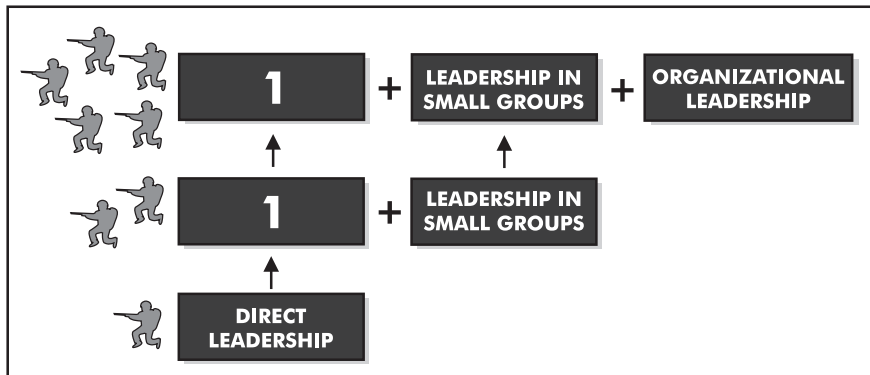 1
+
LEADERSHIP IN
SMALL GROUPS
+
ORGANIZATIONAL
LEADERSHIP
1
+
LEADERSHIP IN
SMALL GROUPS
DIRECT
LEADERSHIP